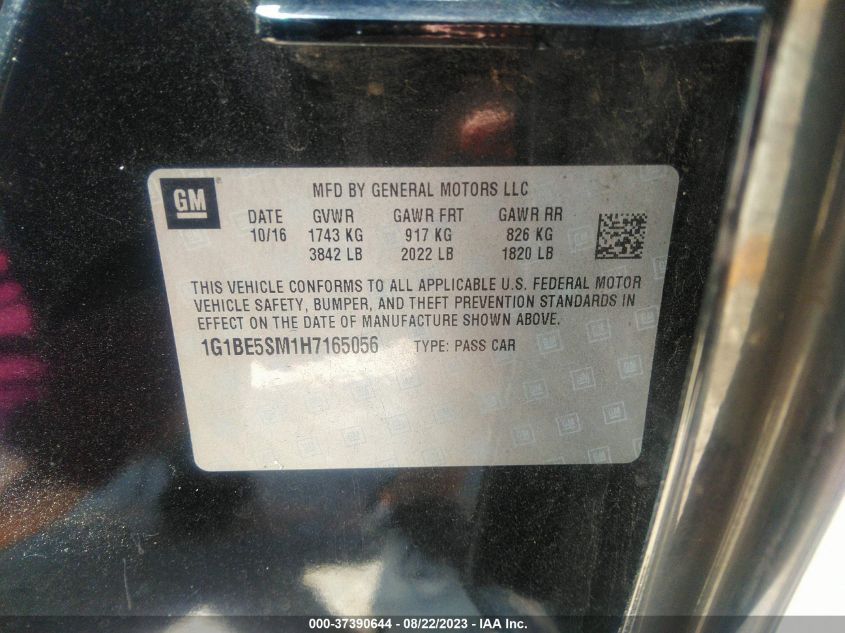 GM
MFD BY GENERAL MOTORS LLC
DATE GVWR GAWR FRT GAWR RR
10/16 1743 KG 917 KG 826 KG
3842 LB 2022 LB 1820 LB
THIS VEHICLE CONFORMS TO ALL APPLICABLE U.S. FEDERAL MOTOR
VEHICLE SAFETY, BUMPER, AND THEFT PREVENTION STANDARDS IN
EFFECT ON THE DATE OF MANUFACTURE SHOWN ABOVE.
1G1BE5SM1H7165056 TYPE: PASS CAR
000-37390644 - 08/22/2023 - IAA Inc.